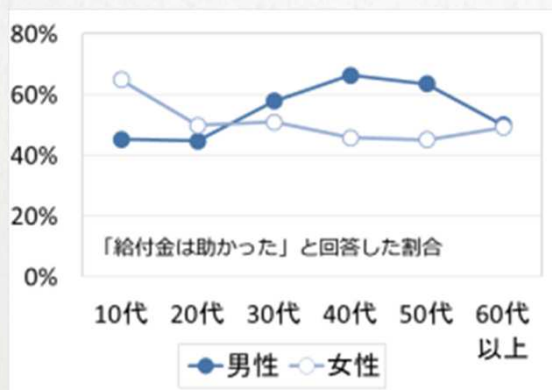 80%
60%
40%
20%
0%
「給付金は助かった」と回答した割合
10代 20代 30代 40代 50代 60代
以上
男性 女性